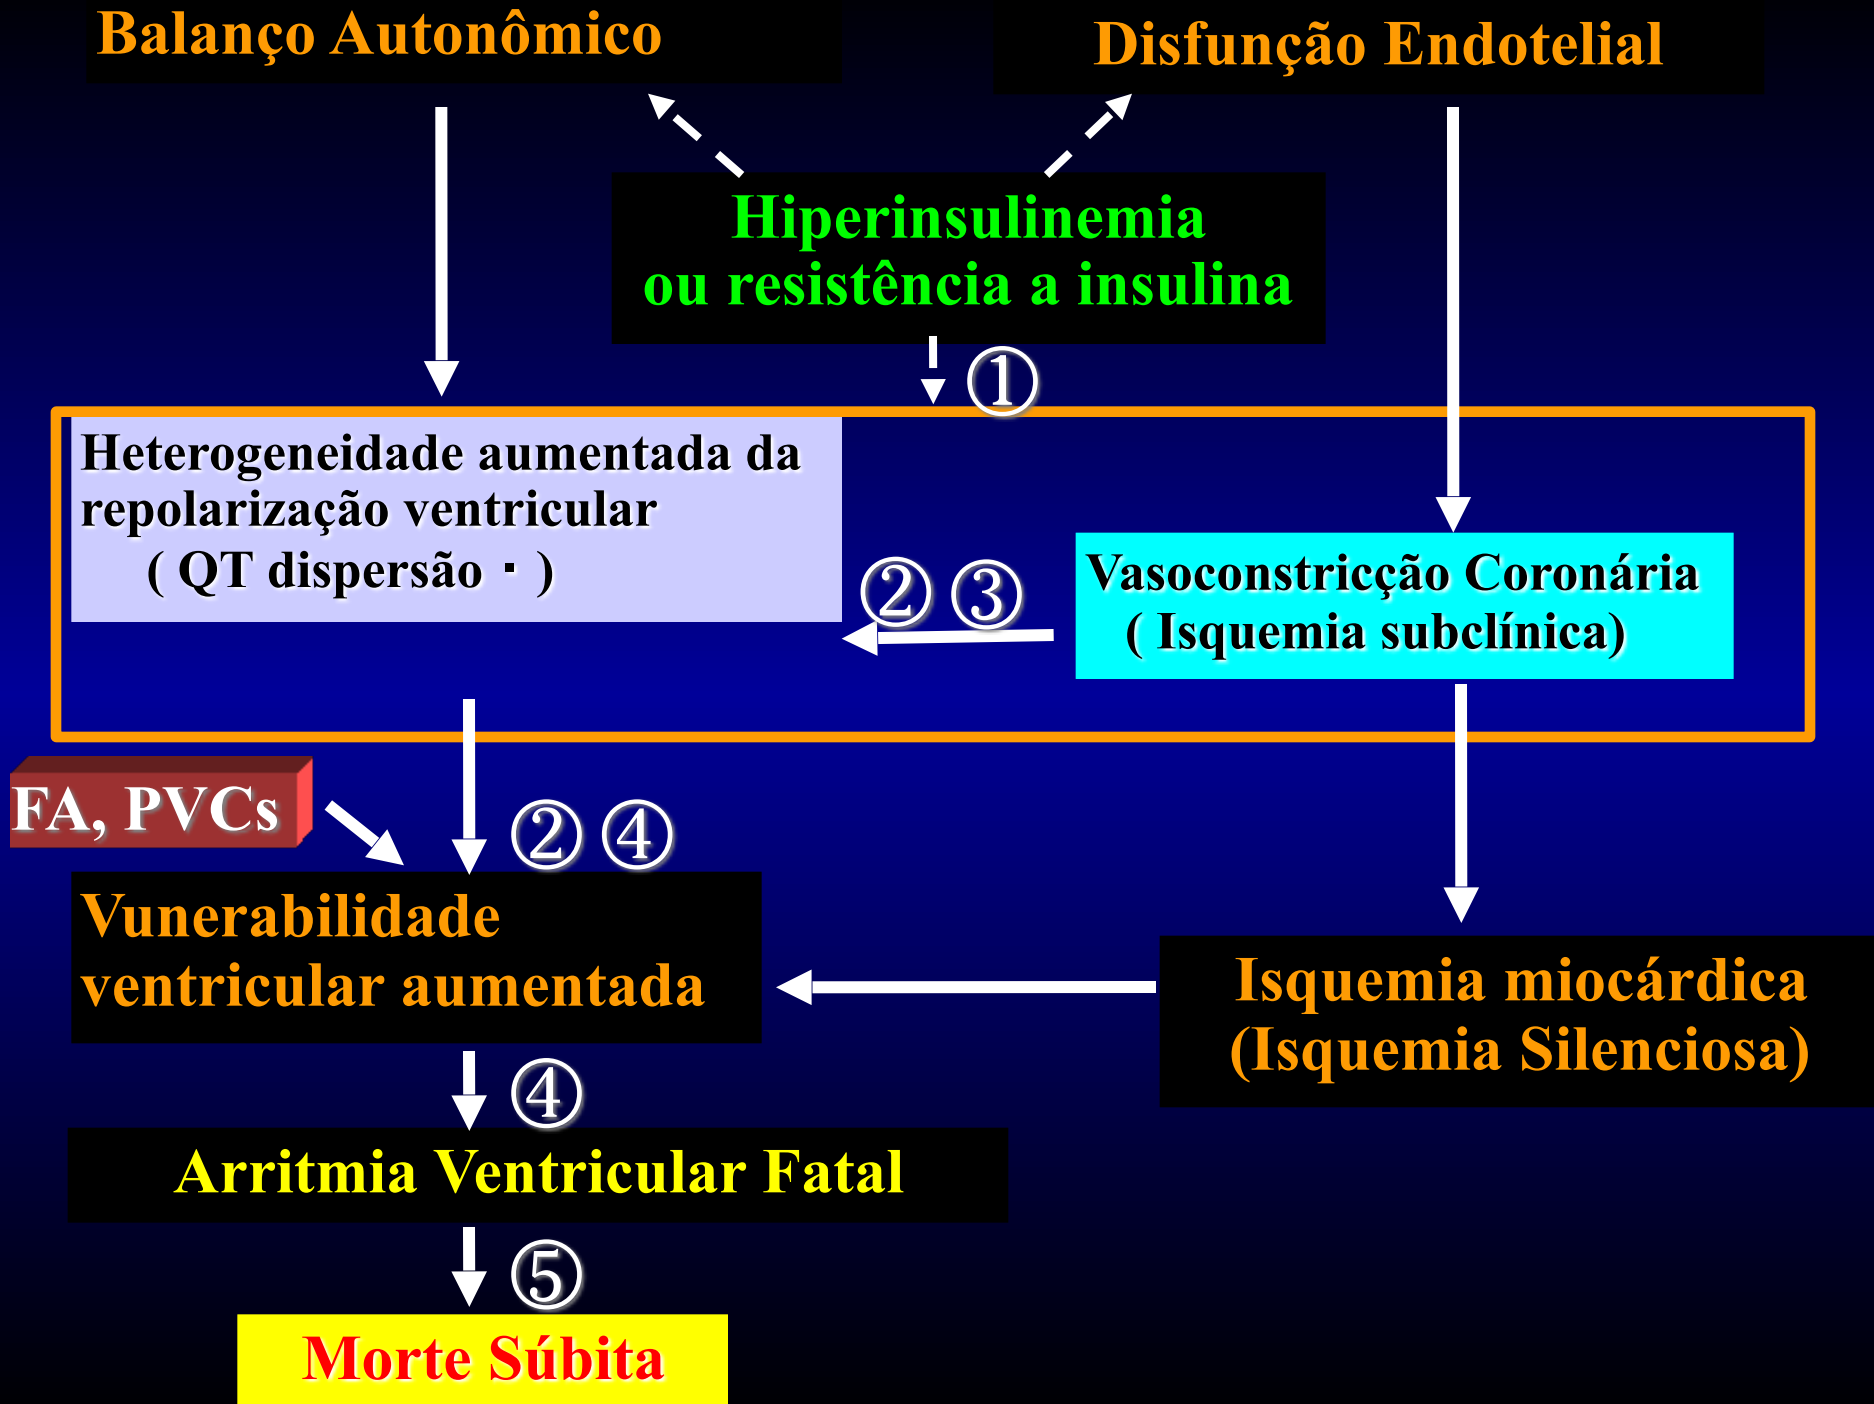 Balanço Autonômico
Disfunção Endotelial
Hiperinsulinemia
ou resistência a insulina
①
Heterogeneidade aumentada da
repolarização ventricular
( QT dispersão · )
② ③
Vasoconstricção Coronária
( Isquemia subclínica)
FA, PVCs
② ④
Vunerabilidade
ventricular aumentada
Isquemia miocárdica
(Isquemia Silenciosa)
④
Arritmia Ventricular Fatal
⑤
Morte Súbita